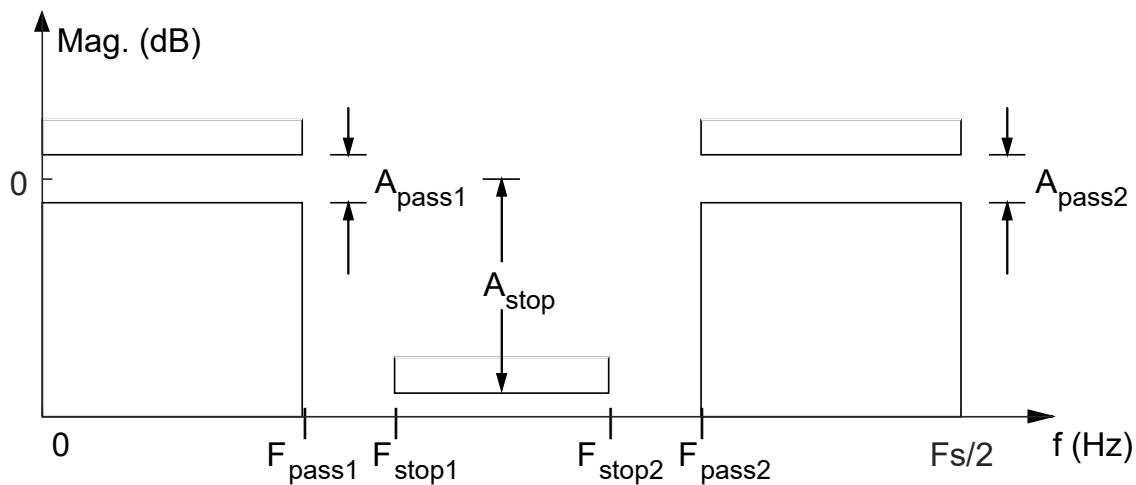 Mag. (dB)
0
A_pass1
A_pass2
A_stop
0
F_pass1
F_stop1
F_stop2
F_pass2
Fs/2
f (Hz)